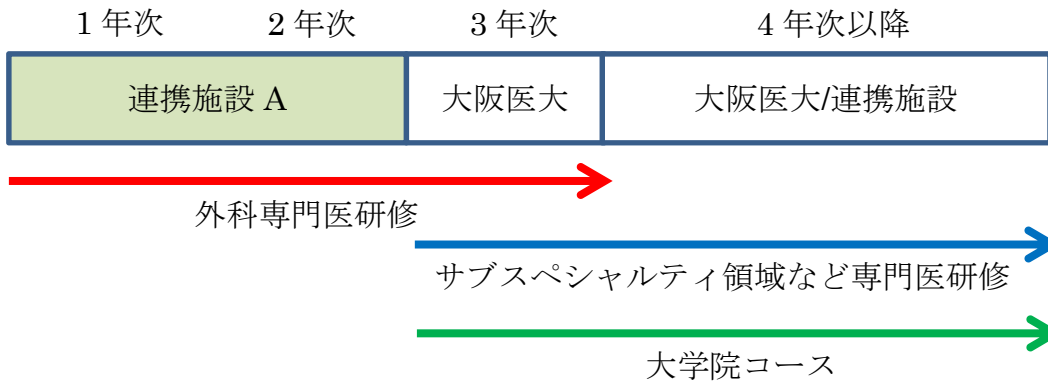 1年次 2年次 3年次 4年次以降
連携施設 A 大阪医大 大阪医大/連携施設
外科専門医研修
サブスペシャルティ領域など専門医研修
大学院コース